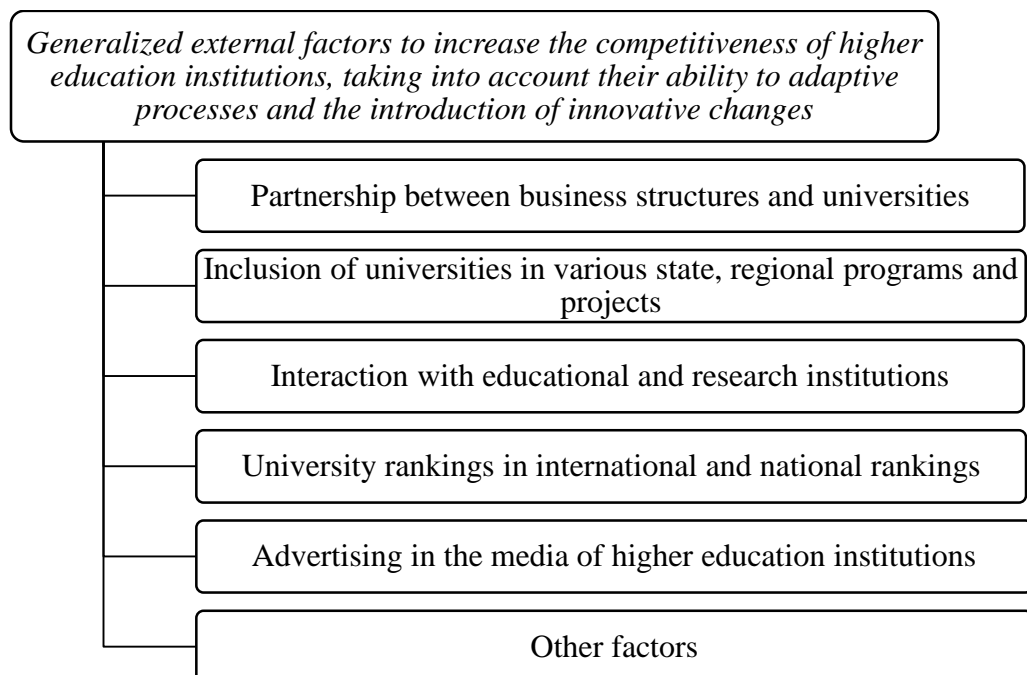 Generalized external factors to increase the competitiveness of higher
education institutions, taking into account their ability to adaptive
processes and the introduction of innovative changes
Partnership between business structures and universities
Inclusion of universities in various state, regional programs and
projects
Interaction with educational and research institutions
University rankings in international and national rankings
Advertising in the media of higher education institutions
Other factors